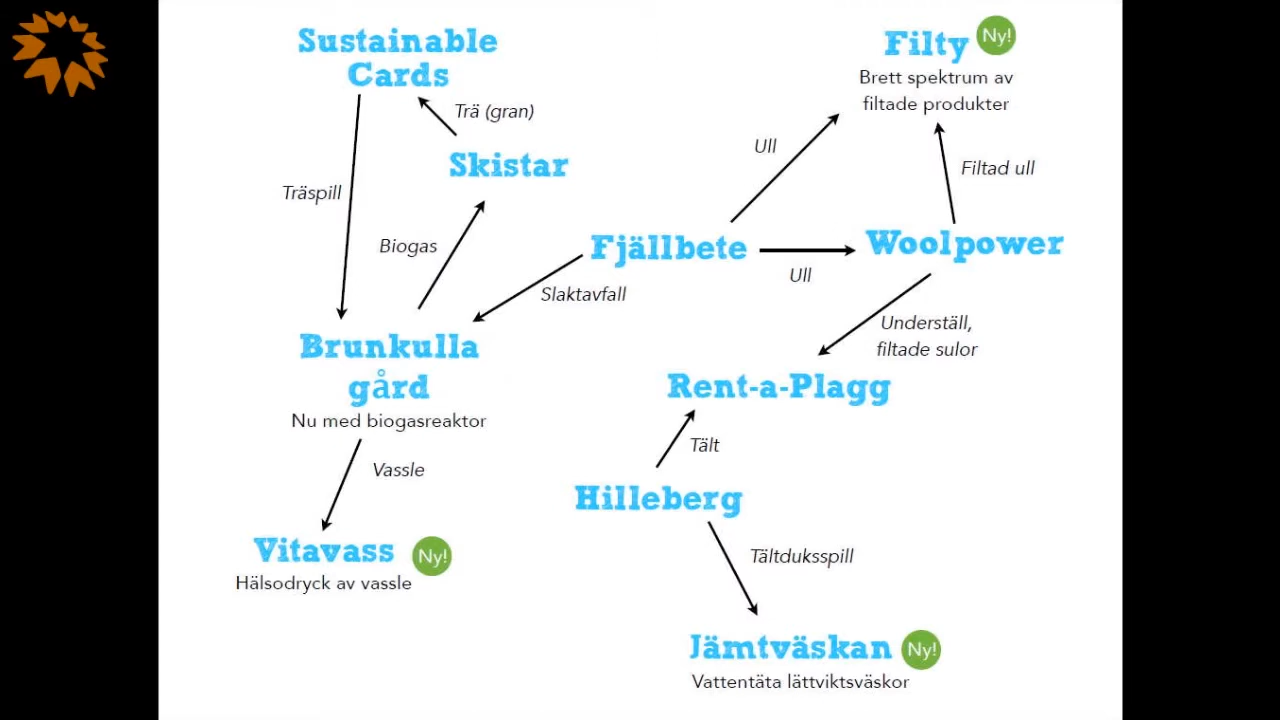 Sustainable
Cards
Filty Ny!
Brett spektrum av
filtade produkter
Trä (gran)
Skistar
Ull
Filtad ull
Träspill
Biogas
Fjällbete
Woolpower
Ull
Slaktavfall
Underställ,
filtade sulor
Brunkulla
gård
Nu med biogasreaktor
Rent-a-Plagg
Vassle
Tält
Hilleberg
Vitavass Ny!
Hälsodryck av vassle
Tältduksspill
Jämtväskan Ny!
Vattentäta lättviktsväskor